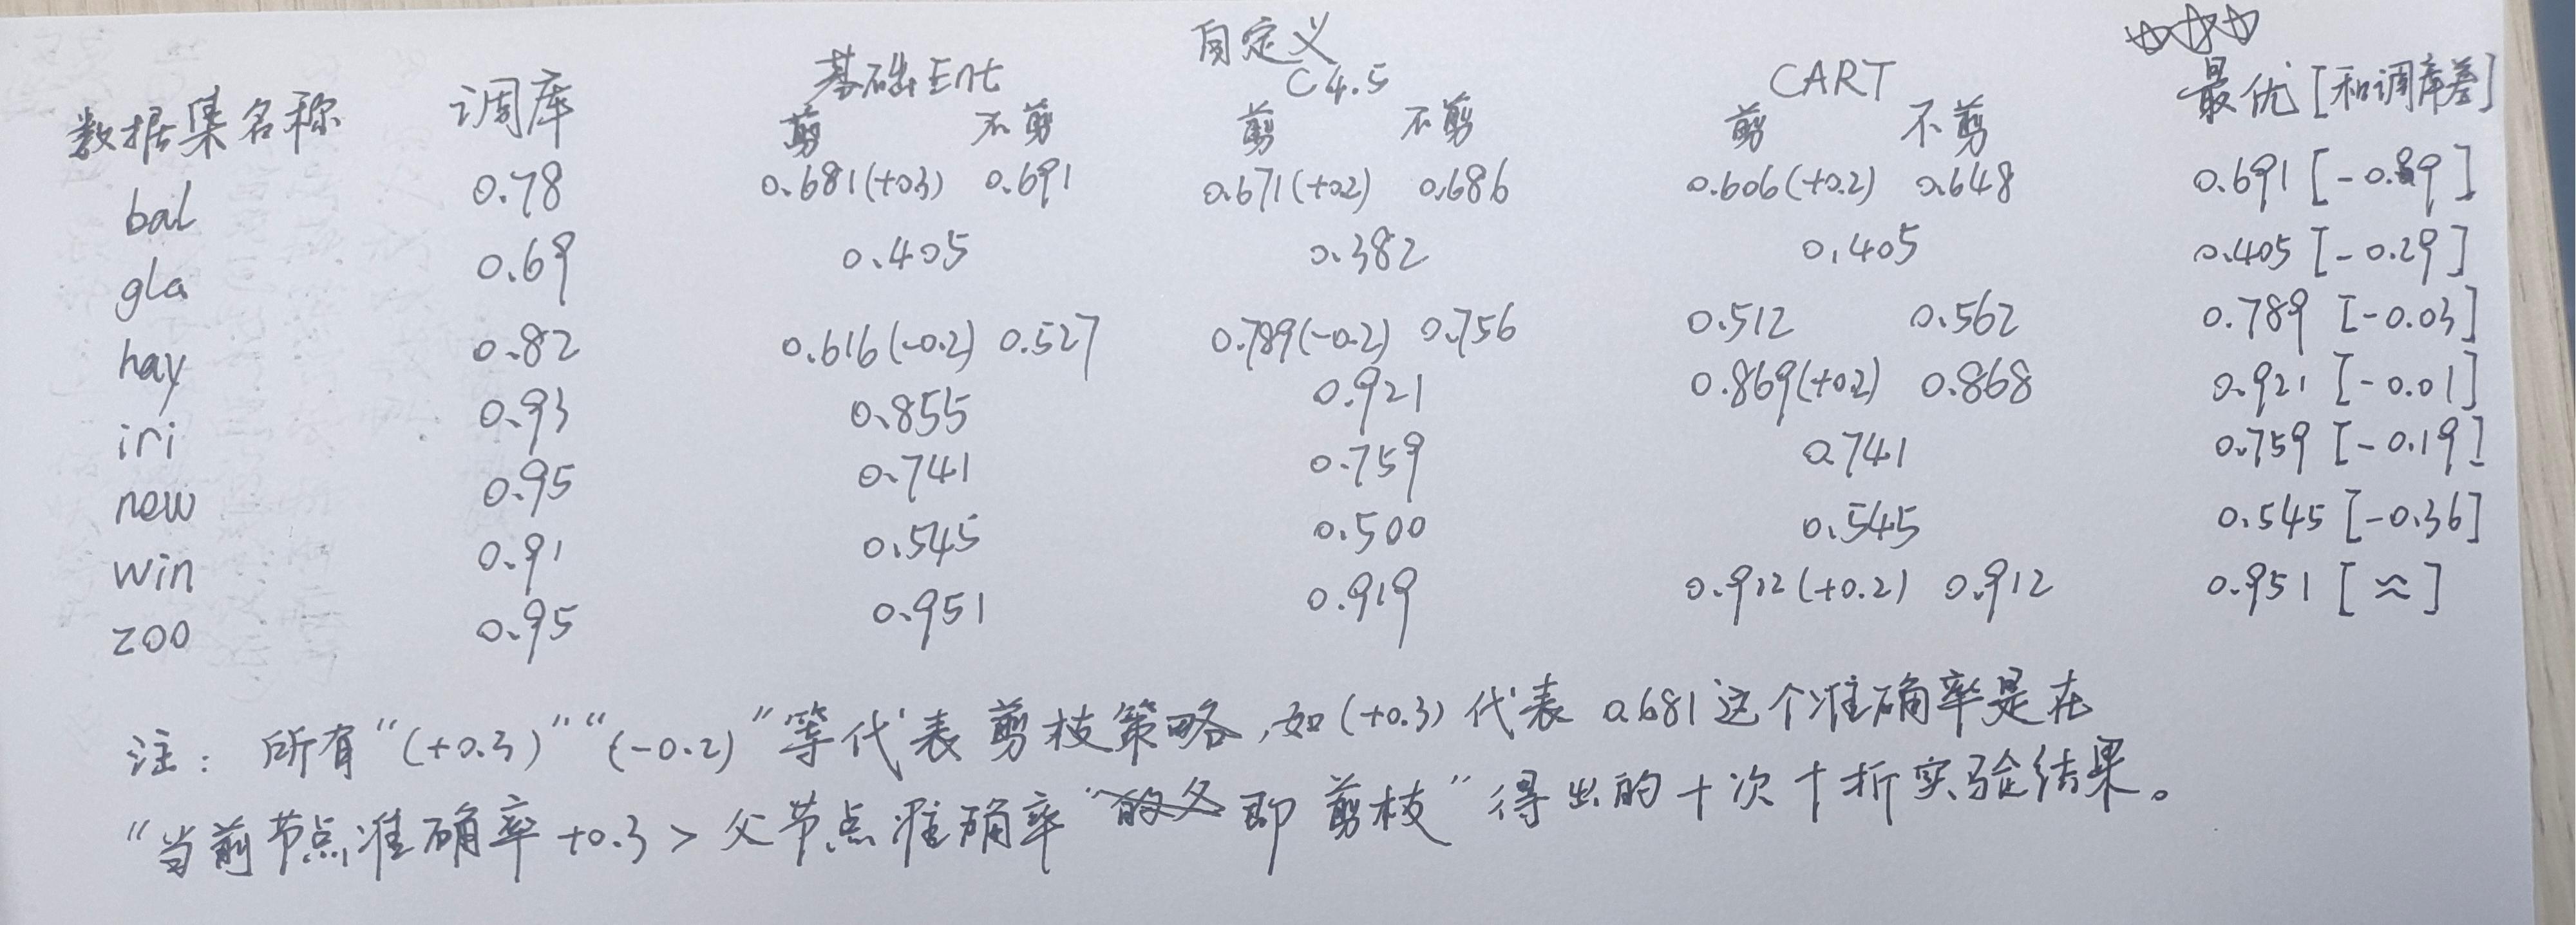 自定义
基础Ent C4.5 CART
数据集名称 调库 剪 不剪 剪 不剪 剪 不剪 最优[和调库差]
bal 0.78 0.681(+0.3) 0.691 0.671(+0.2) 0.686 0.606(+0.2) 0.648 0.691 [-0.89]
gla 0.69 0.405 0.382 0.405 0.405 [-0.29]
hay 0.82 0.616(-0.2) 0.527 0.789(-0.2) 0.756 0.512 0.562 0.789 [-0.03]
iri 0.93 0.855 0.921 0.869(+0.2) 0.868 0.921 [-0.01]
new 0.95 0.741 0.759 0.741 0.759 [-0.19]
win 0.91 0.545 0.500 0.545 0.545 [-0.36]
zoo 0.95 0.951 0.919 0.912(+0.2) 0.912 0.951 [≈]
注：所有“(+0.3)”“(-0.2)”等代表剪枝策略,如(+0.3)代表0.681这个准确率是在
“当前节点准确率+0.3>父节点准确率即剪枝”得出的十次十折实验结果。